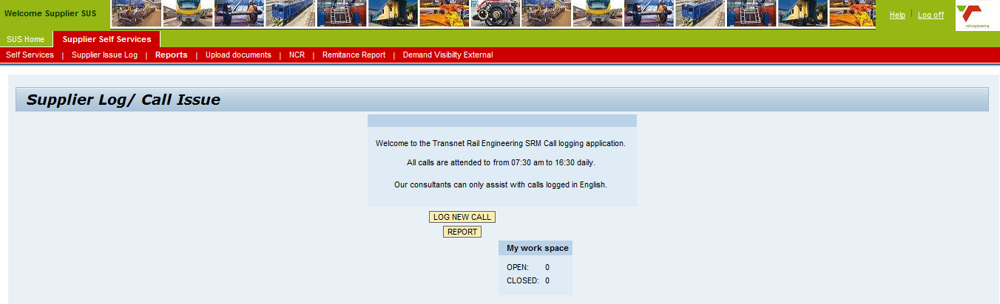 Welcome Supplier SUS
Help | Log off
rail engineering
SUS Home Supplier Self Services
Self Services | Supplier Issue Log | Reports | Upload documents | NCR | Remitance Report | Demand Visibilty External
Supplier Log/ Call Issue
Welcome to the Transnet Rail Engineering SRM Call logging application.
All calls are attended to from 07:30 am to 16:30 daily.
Our consultants can only assist with calls logged in English.
LOG NEW CALL
REPORT
My work space
OPEN: 0
CLOSED: 0